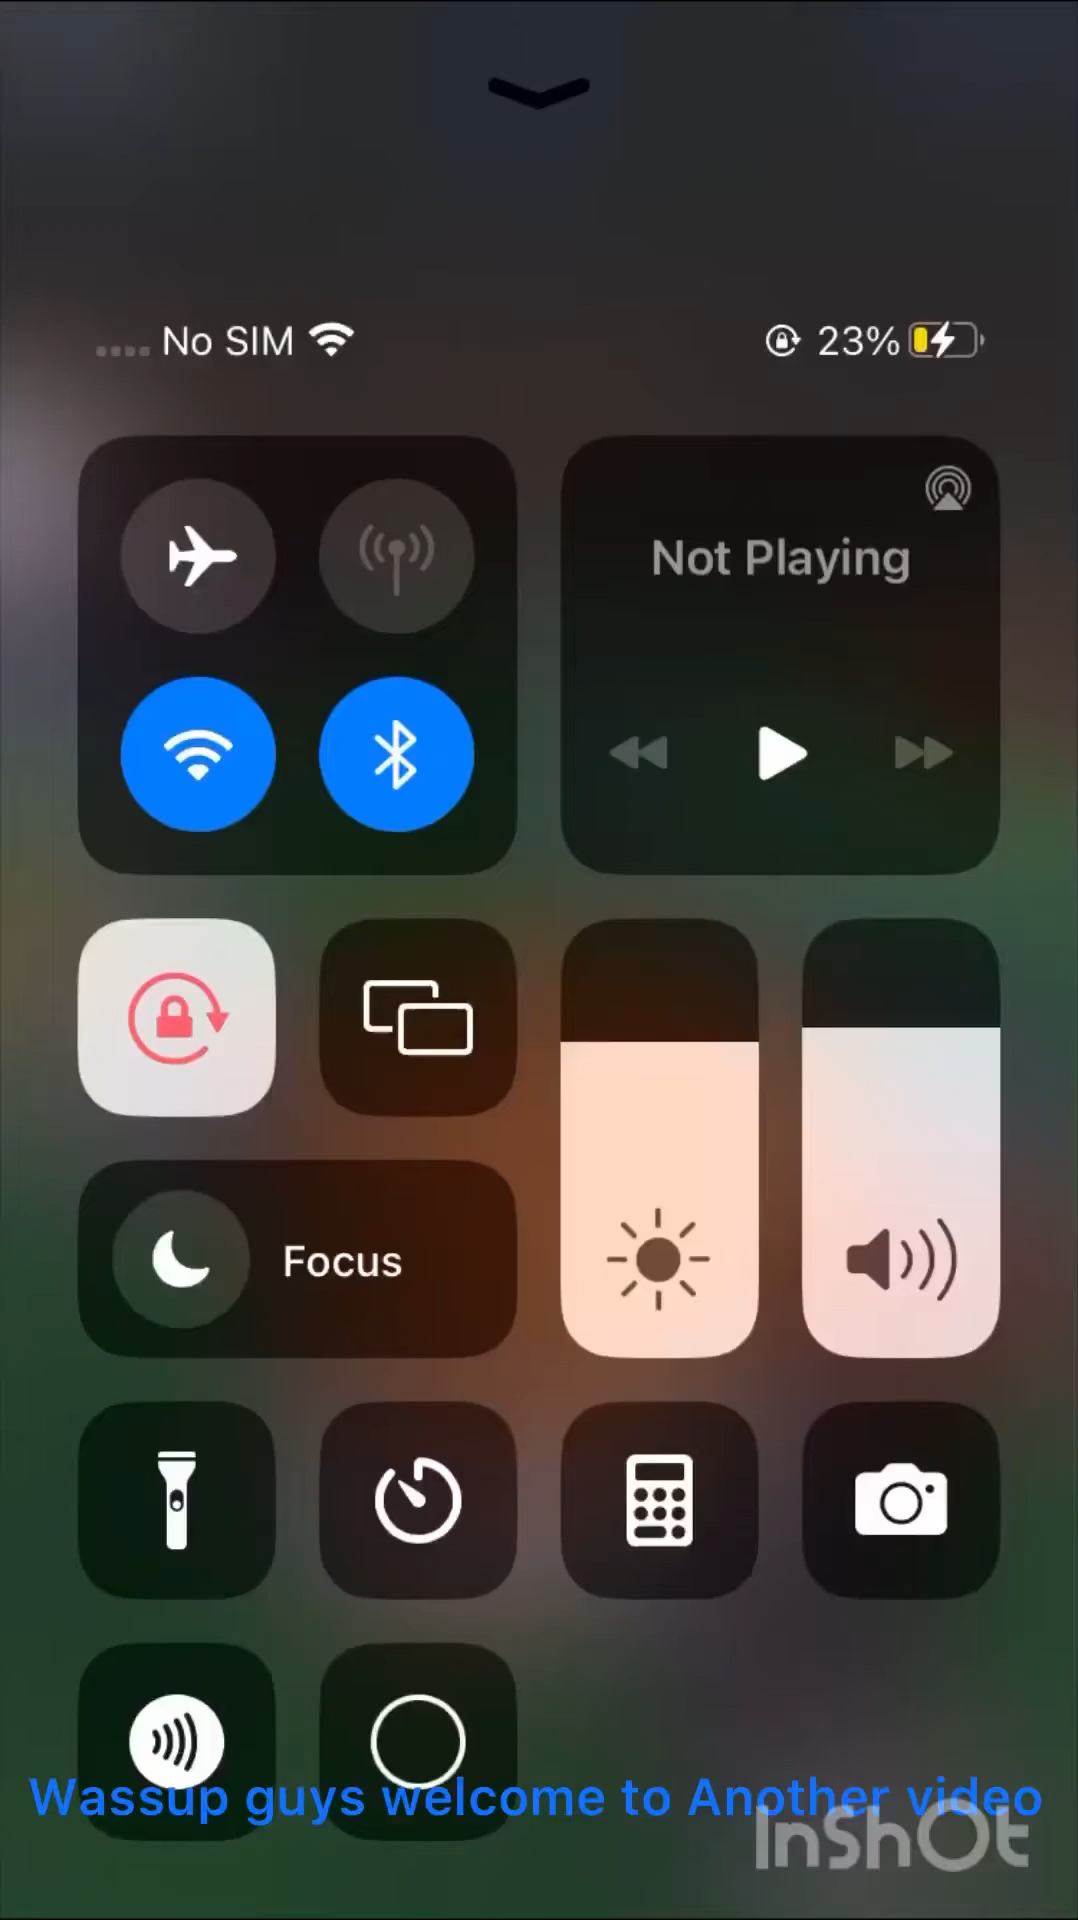 No SIM
23%
Not Playing
Focus
Wassup guys welcome to Another video
InShOt